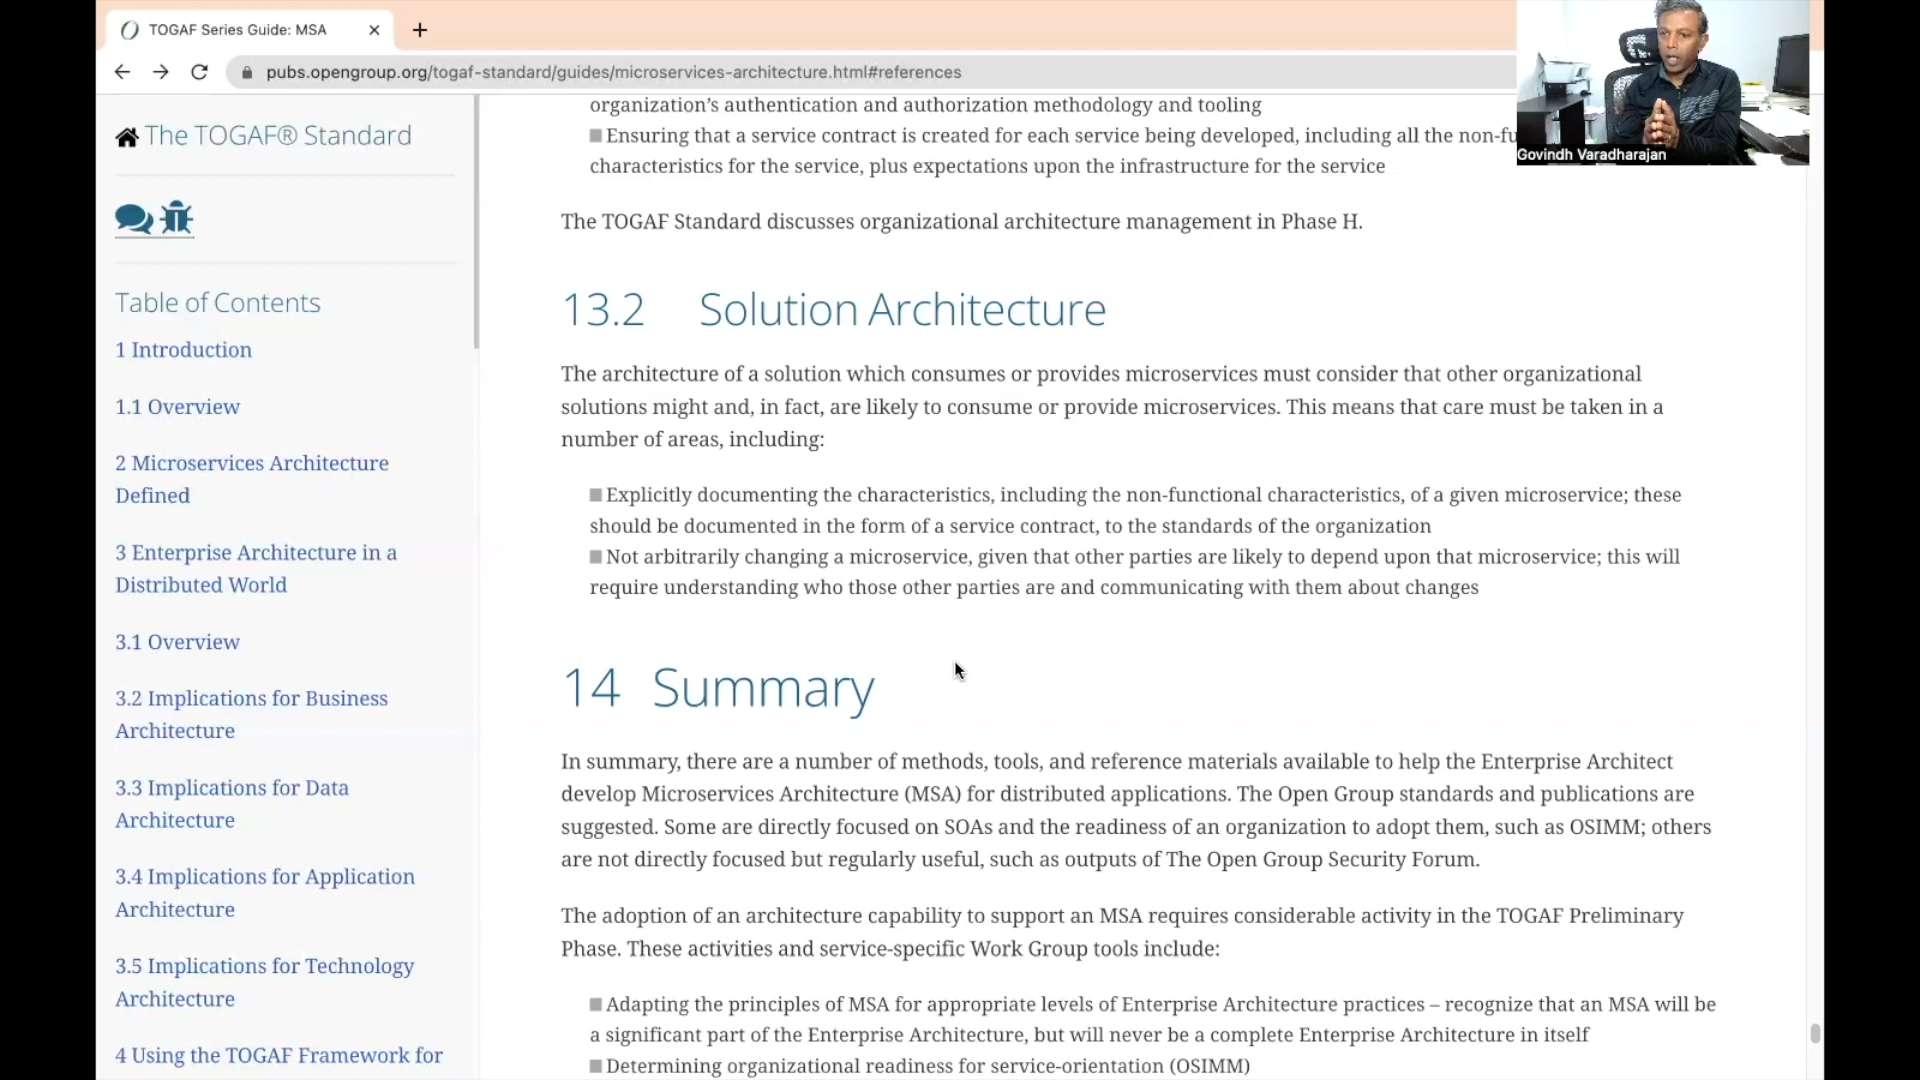 TOGAF Series Guide: MSA
pubs.opengroup.org/togaf-standard/guides/microservices-architecture.html#references
Govindh Varadharajan
The TOGAF® Standard
Table of Contents
1 Introduction
1.1 Overview
2 Microservices Architecture
Defined
3 Enterprise Architecture in a
Distributed World
3.1 Overview
3.2 Implications for Business
Architecture
3.3 Implications for Data
Architecture
3.4 Implications for Application
Architecture
3.5 Implications for Technology
Architecture
4 Using the TOGAF Framework for
organization’s authentication and authorization methodology and tooling
Ensuring that a service contract is created for each service being developed, including all the non-fu
characteristics for the service, plus expectations upon the infrastructure for the service
The TOGAF Standard discusses organizational architecture management in Phase H.
13.2 Solution Architecture
The architecture of a solution which consumes or provides microservices must consider that other organizational
solutions might and, in fact, are likely to consume or provide microservices. This means that care must be taken in a
number of areas, including:
Explicitly documenting the characteristics, including the non-functional characteristics, of a given microservice; these
should be documented in the form of a service contract, to the standards of the organization
Not arbitrarily changing a microservice, given that other parties are likely to depend upon that microservice; this will
require understanding who those other parties are and communicating with them about changes
14 Summary
In summary, there are a number of methods, tools, and reference materials available to help the Enterprise Architect
develop Microservices Architecture (MSA) for distributed applications. The Open Group standards and publications are
suggested. Some are directly focused on SOAs and the readiness of an organization to adopt them, such as OSIMM; others
are not directly focused but regularly useful, such as outputs of The Open Group Security Forum.
The adoption of an architecture capability to support an MSA requires considerable activity in the TOGAF Preliminary
Phase. These activities and service-specific Work Group tools include:
Adapting the principles of MSA for appropriate levels of Enterprise Architecture practices – recognize that an MSA will be
a significant part of the Enterprise Architecture, but will never be a complete Enterprise Architecture in itself
Determining organizational readiness for service-orientation (OSIMM)